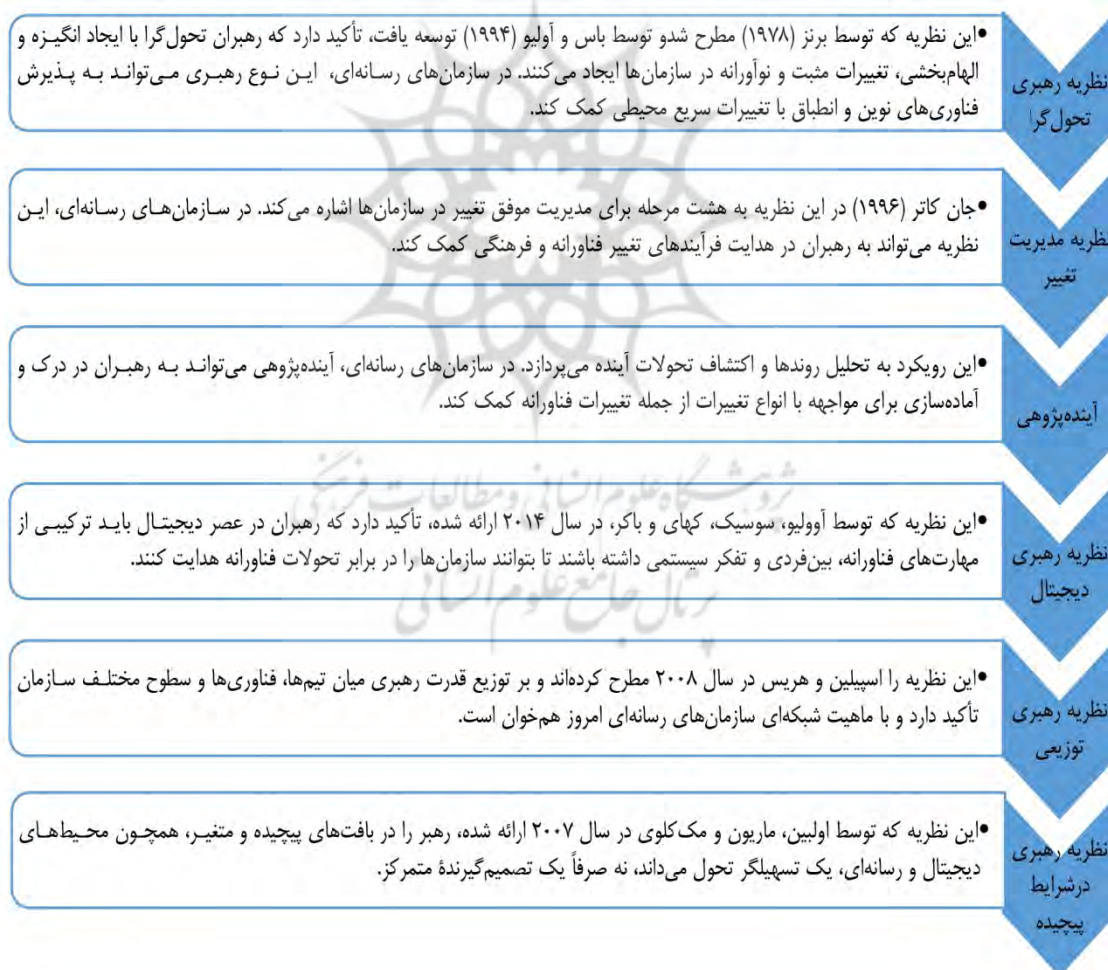 نظریه رهبری
تحول‌گرا
•این نظریه که توسط برنز (۱۹۷۸) مطرح شدو توسط باس و آولیو (۱۹۹۴) توسعه یافت، تأکید دارد که رهبران تحول‌گرا با ایجاد انگیزه و
الهام‌بخشی، تغییرات مثبت و نوآورانه در سازمان‌ها ایجاد می‌کنند. در سازمان‌های رسانه‌ای، این نوع رهبری می‌تواند به پذیرش
فناوری‌های نوین و انطباق با تغییرات سریع محیطی کمک کند.
نظریه مدیریت
تغییر
•جان کاتر (۱۹۹۶) در این نظریه به هشت مرحله برای مدیریت موفق تغییر در سازمان‌ها اشاره می‌کند. در سازمان‌های رسانه‌ای، این
نظریه می‌تواند به رهبران در هدایت فرآیندهای تغییر فناورانه و فرهنگی کمک کند.
آینده‌پژوهی
•این رویکرد به تحلیل روندها و اکتشاف تحولات آینده می‌پردازد. در سازمان‌های رسانه‌ای، آینده‌پژوهی می‌تواند به رهبران در درک و
آماده‌سازی برای مواجهه با انواع تغییرات از جمله تغییرات فناورانه کمک کند.
پژوهشگاه علوم انسانی و مطالعات فرهنگی
نظریه رهبری
دیجیتال
•این نظریه که توسط آوولیو، سوسیک، کهای و باکر، در سال ۲۰۱۴ ارائه شده، تأکید دارد که رهبران در عصر دیجیتال باید ترکیبی از
مهارت‌های فناورانه، بین‌فردی و تفکر سیستمی داشته باشند تا بتوانند سازمان‌ها را در برابر تحولات فناورانه هدایت کنند.
پرتال جامع علوم انسانی
نظریه رهبری
توزیعی
•این نظریه را اسپیلین و هریس در سال ۲۰۰۸ مطرح کرده‌اند و بر توزیع قدرت رهبری میان تیم‌ها، فناوری‌ها و سطوح مختلف سازمان
تأکید دارد و با ماهیت شبکه‌ای سازمان‌های رسانه‌ای امروز هم‌خوان است.
نظریه رهبری
درشرایط
پیچیده
•این نظریه که توسط اولبین، ماریون و مک‌کلوی در سال ۲۰۰۷ ارائه شده، رهبر را در بافت‌های پیچیده و متغیر، همچون محیط‌های
دیجیتال و رسانه‌ای، یک تسهیلگر تحول می‌داند، نه صرفاً یک تصمیم‌گیرندهٔ متمرکز.